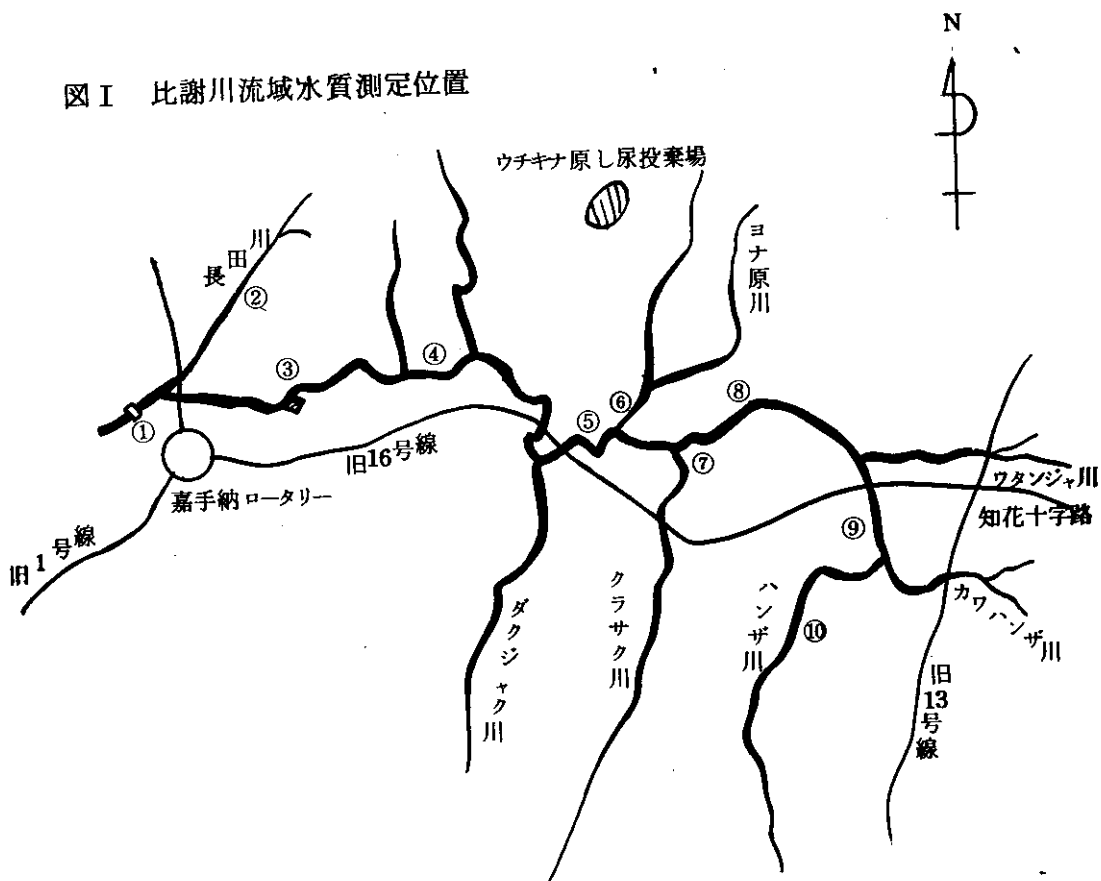 図I 比謝川流域水質測定位置
N
ウチキナ原し尿投棄場
長田川
②
ヨナ原川
③
④
①
⑤
⑥
⑦
⑧
旧16号線
嘉手納ロータリー
旧1号線
ウタンジャ川
知花十字路
⑨
カワハンザ川
ダクジャク川
クラサク川
ハンザ川
⑩
旧13号線